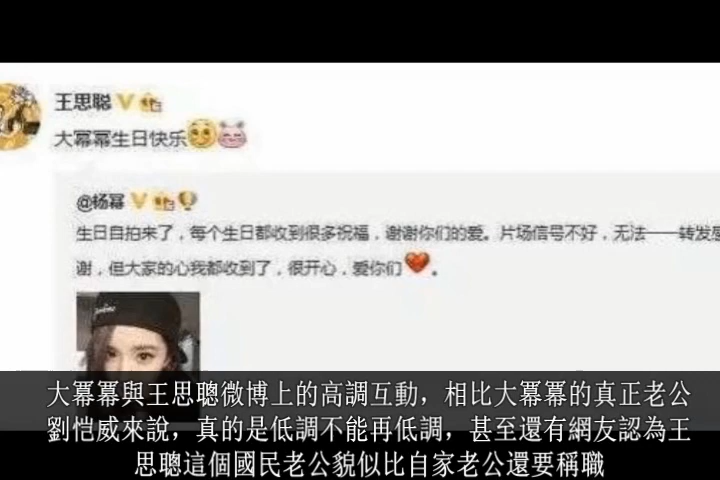 王思聪
大幂幂生日快乐
@杨幂
生日自拍来了，每个生日都收到很多祝福，谢谢你们的爱。片场信号不好，无法一一转发感
谢，但大家的心我都收到了，很开心，爱你们❤。
大冪冪與王思聰微博上的高調互動，相比大冪冪的真正老公
劉愷威來說，真的是低調不能再低調，甚至還有網友認為王
思聰這個國民老公貌似比自家老公還要稱職